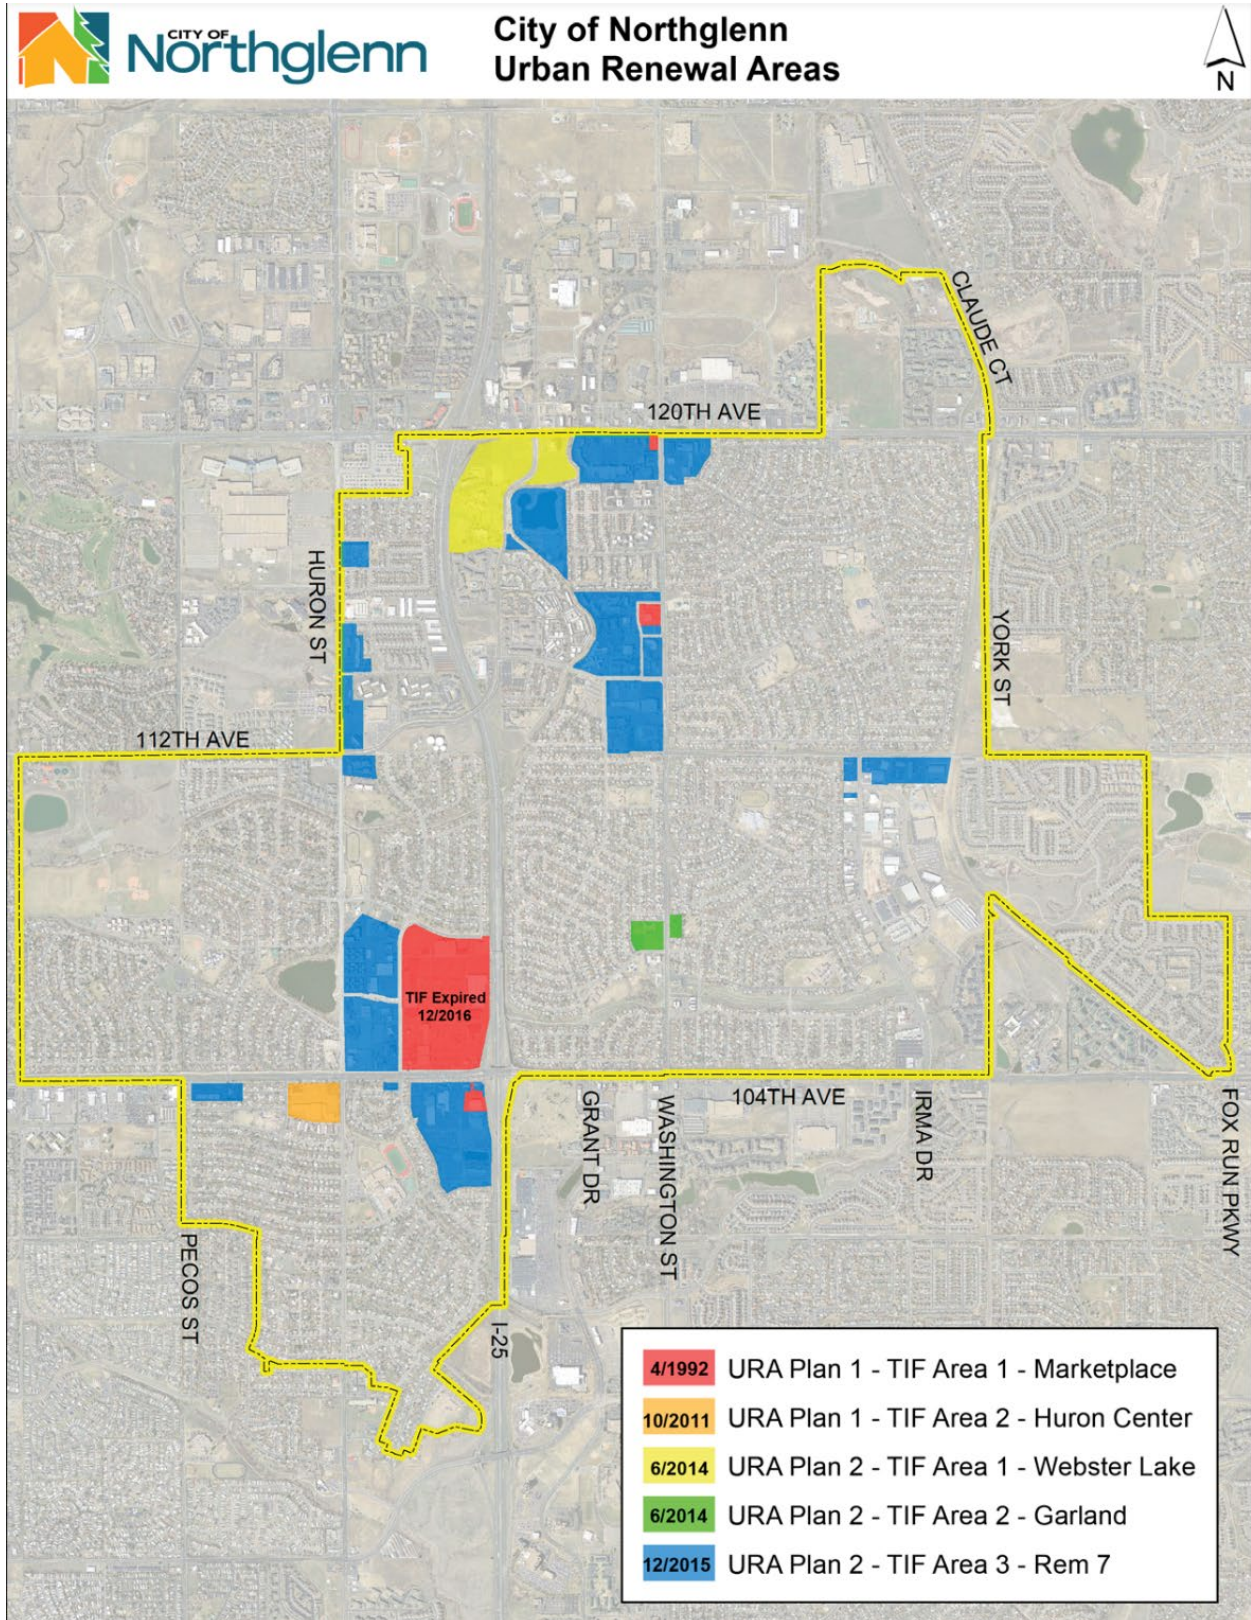 CITY OF
Northglenn
City of Northglenn
Urban Renewal Areas
N
CLAUDE CT
120TH AVE
HURON ST
YORK ST
112TH AVE
TIF Expired
12/2016
104TH AVE
GRANT DR
WASHINGTON ST
IRMA DR
FOX RUN PKWY
PECOS ST
I-25
4/1992 URA Plan 1 - TIF Area 1 - Marketplace
10/2011 URA Plan 1 - TIF Area 2 - Huron Center
6/2014 URA Plan 2 - TIF Area 1 - Webster Lake
6/2014 URA Plan 2 - TIF Area 2 - Garland
12/2015 URA Plan 2 - TIF Area 3 - Rem 7